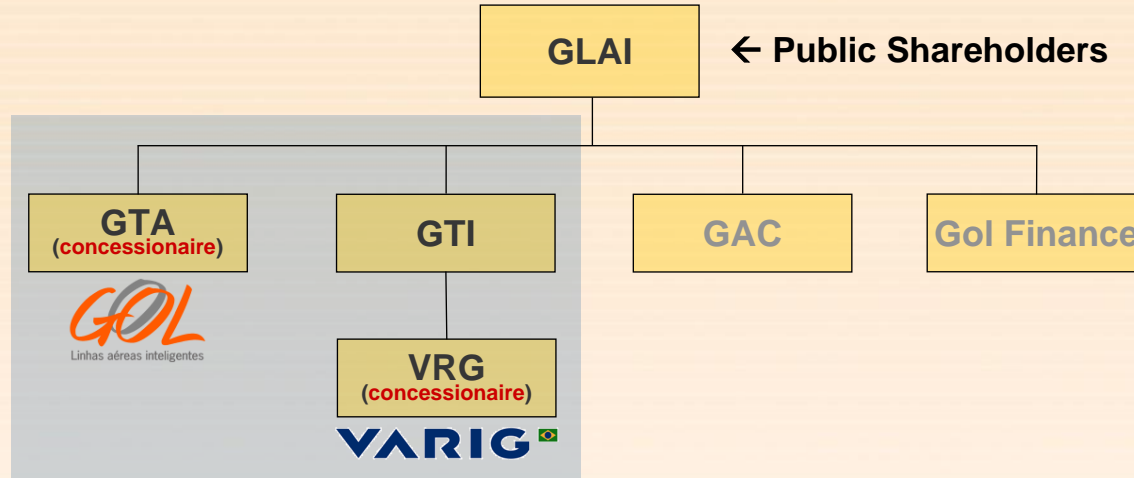 GLAI
← Public Shareholders
GTA
(concessionaire)
GTI
GAC
Gol Finance
GOL
Linhas aéreas inteligentes
VRG
(concessionaire)
VARIG